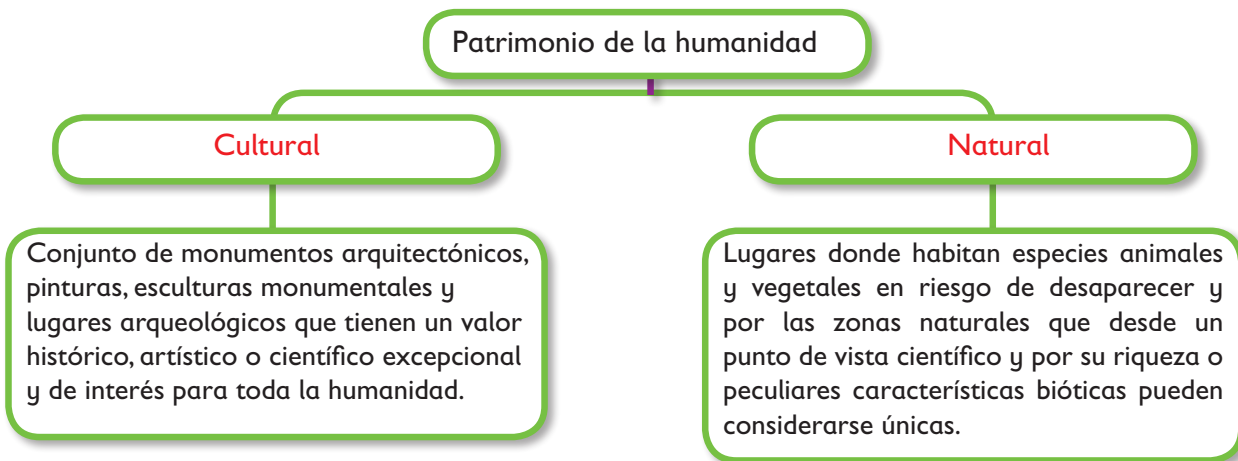 Patrimonio de la humanidad
Cultural
Natural
Conjunto de monumentos arquitectónicos,
pinturas, esculturas monumentales y
lugares arqueológicos que tienen un valor
histórico, artístico o científico excepcional
y de interés para toda la humanidad.
Lugares donde habitan especies animales
y vegetales en riesgo de desaparecer y
por las zonas naturales que desde un
punto de vista científico y por su riqueza o
peculiares características bióticas pueden
considerarse únicas.